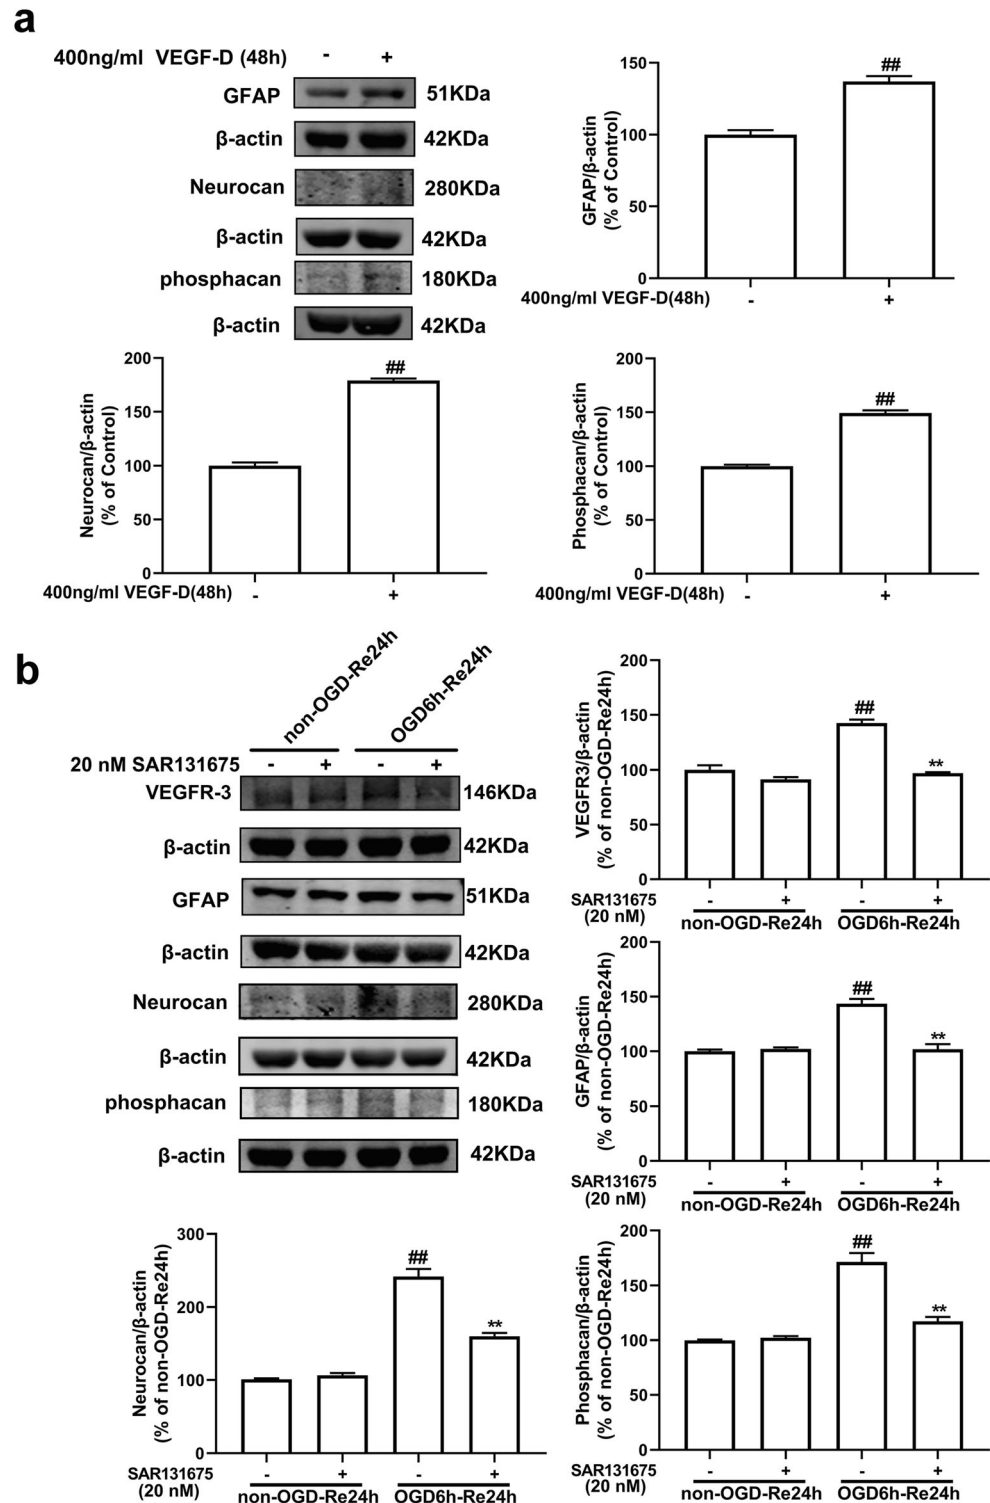 a
400ng/ml VEGF-D (48h) - +
GFAP 51KDa
β-actin 42KDa
Neurocan 280KDa
β-actin 42KDa
phosphacan 180KDa
β-actin 42KDa
GFAP/β-actin
(% of Control)
150
100
50
0
##
400ng/ml VEGF-D(48h) - +
Neurocan/β-actin
(% of Control)
200
150
100
50
0
##
400ng/ml VEGF-D(48h) - +
Phosphacan/β-actin
(% of Control)
200
150
100
50
0
##
400ng/ml VEGF-D(48h) - +
b
non-OGD-Re24h
OGD6h-Re24h
20 nM SAR131675 - + - +
VEGFR-3 146KDa
β-actin 42KDa
GFAP 51KDa
β-actin 42KDa
Neurocan 280KDa
β-actin 42KDa
phosphacan 180KDa
β-actin 42KDa
VEGFR3/β-actin
(% of non-OGD-Re24h)
200
150
100
50
0
##
**
SAR131675 - + - +
(20 nM)
non-OGD-Re24h OGD6h-Re24h
GFAP/β-actin
(% of non-OGD-Re24h)
200
150
100
50
0
##
**
SAR131675 - + - +
(20 nM)
non-OGD-Re24h OGD6h-Re24h
Neurocan/β-actin
(% of non-OGD-Re24h)
300
200
100
0
##
**
SAR131675 - + - +
(20 nM)
non-OGD-Re24h OGD6h-Re24h
Phosphacan/β-actin
(% of non-OGD-Re24h)
200
150
100
50
0
##
**
SAR131675 - + - +
(20 nM)
non-OGD-Re24h OGD6h-Re24h